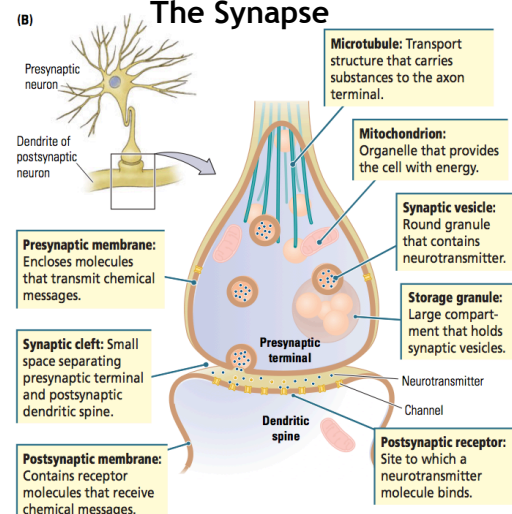 The Synapse
(B)
Presynaptic
neuron
Dendrite of
postsynaptic
neuron
Microtubule: Transport
structure that carries
substances to the axon
terminal.
Mitochondrion:
Organelle that provides
the cell with energy.
Synaptic vesicle:
Round granule
that contains
neurotransmitter.
Storage granule:
Large compart-
ment that holds
synaptic vesicles.
Presynaptic membrane:
Encloses molecules
that transmit chemical
messages.
Synaptic cleft: Small
space separating
presynaptic terminal
and postsynaptic
dendritic spine.
Postsynaptic membrane:
Contains receptor
molecules that receive
chemical messages.
Presynaptic
terminal
Dendritic
spine
Neurotransmitter
Channel
Postsynaptic receptor:
Site to which a
neurotransmitter
molecule binds.